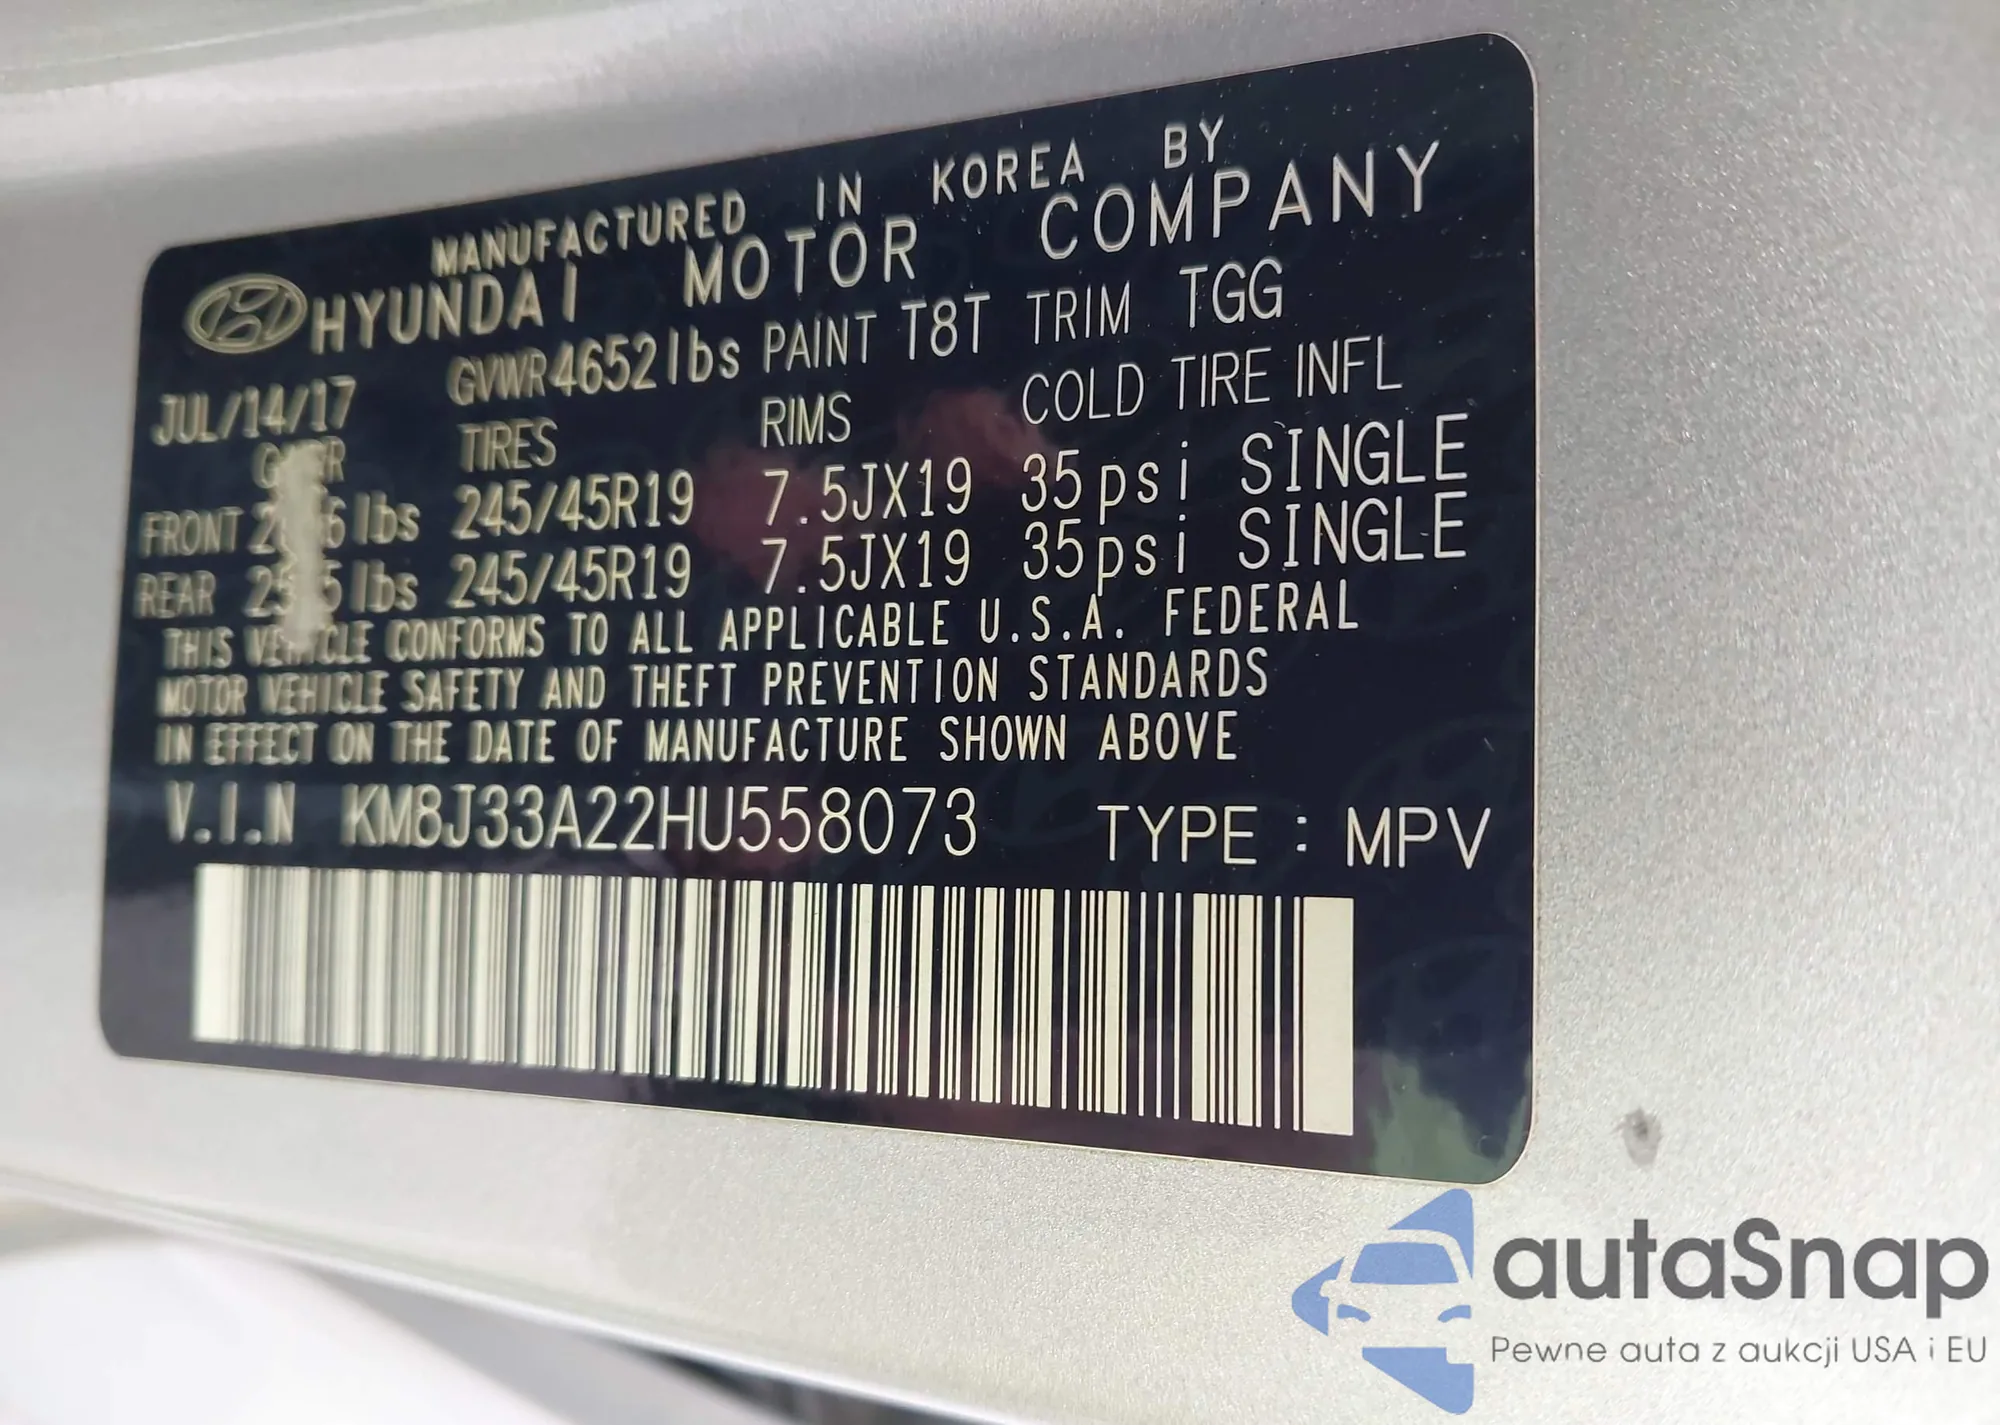 MANUFACTURED IN KOREA BY
HYUNDAI MOTOR COMPANY
JUL/14/17 GVWR4652lbs PAINT T8T TRIM TGG
TIRES RIMS COLD TIRE INFL
FRONT lbs 245/45R19 7.5JX19 35psi SINGLE
REAR lbs 245/45R19 7.5JX19 35psi SINGLE
THIS VEHICLE CONFORMS TO ALL APPLICABLE U.S.A. FEDERAL
MOTOR VEHICLE SAFETY AND THEFT PREVENTION STANDARDS
IN EFFECT ON THE DATE OF MANUFACTURE SHOWN ABOVE
V.I.N KM8J33A22HU558073 TYPE : MPV
autaSnap
Pewne auta z aukcji USA i EU